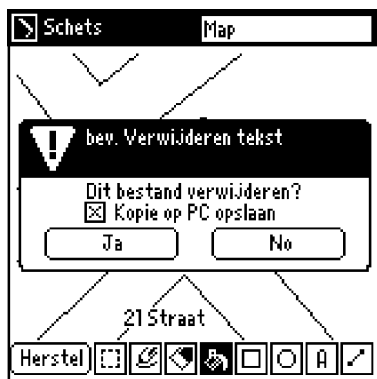 Schets Map
bev. Verwijderen tekst
Dit bestand verwijderen?
Kopie op PC opslaan
Ja No
21 Straat
Herstel A